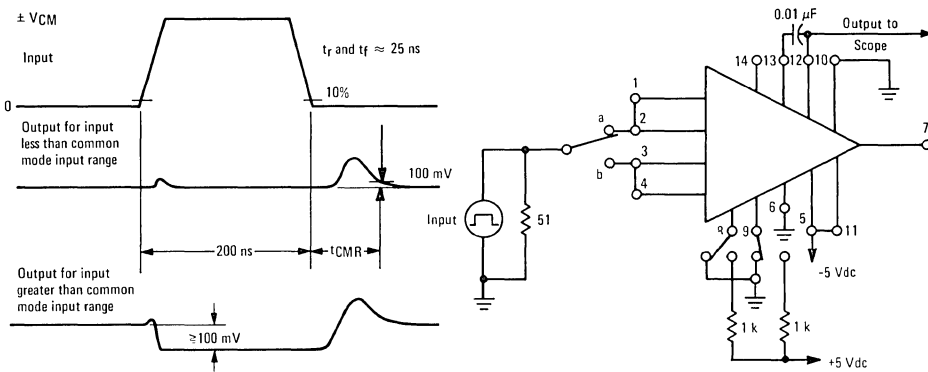 ± VCM
Input
tr and tf ≈ 25 ns
0
10%
Output for input
less than common
mode input range
100 mV
200 ns
tCMR
Output for input
greater than common
mode input range
≥100 mV
0.01 µF
Output to
Scope
14
13
12
10
1
a
2
7
b
3
4
Input
51
6
8
9
5
11
-5 Vdc
1 k
1 k
+5 Vdc